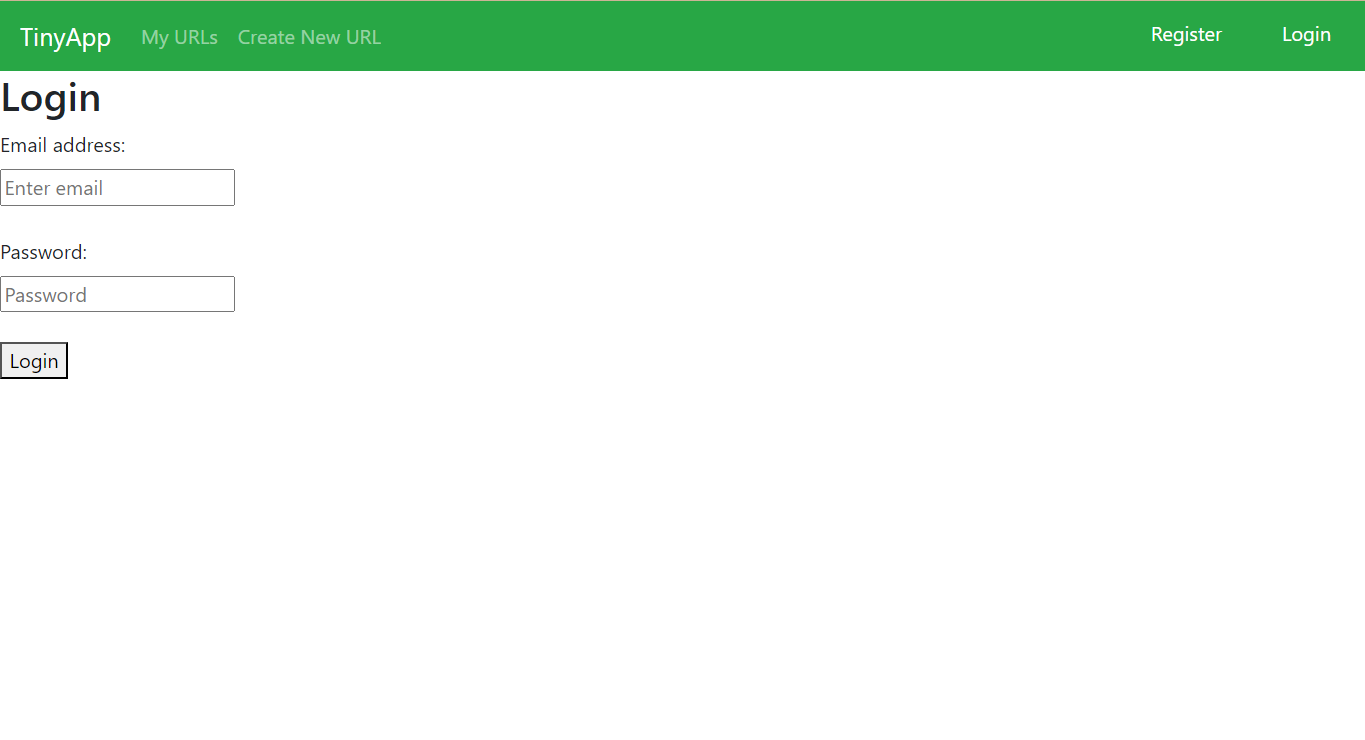 TinyApp My URLs Create New URL Register Login
Login
Email address:
Enter email
Password:
Password
Login